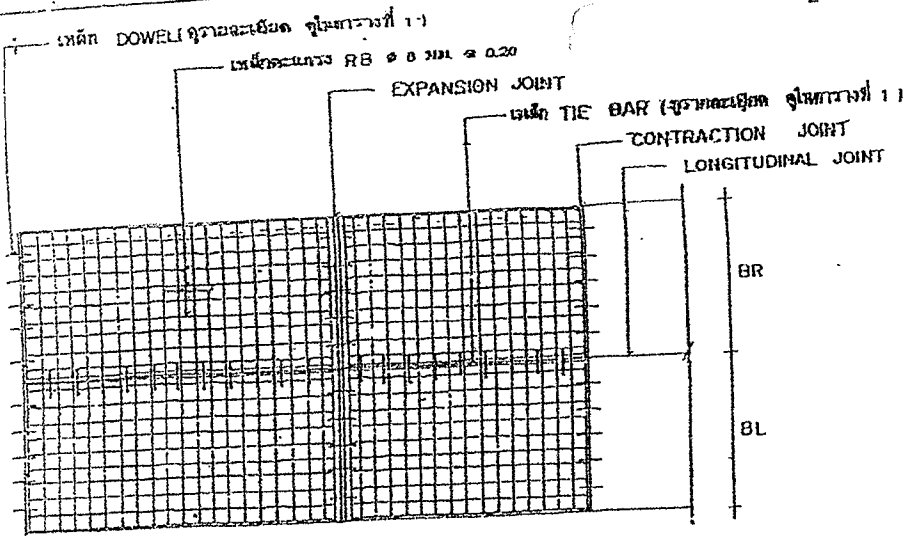 เหล็ก DOWEL (ดูรายละเอียด ดูในตารางที่ 1 )
เหล็กตะแกรง RB ø 6 มม. @ 0.20
EXPANSION JOINT
เหล็ก TIE BAR (ดูรายละเอียด ดูในตารางที่ 1 )
CONTRACTION JOINT
LONGITUDINAL JOINT
BR
BL